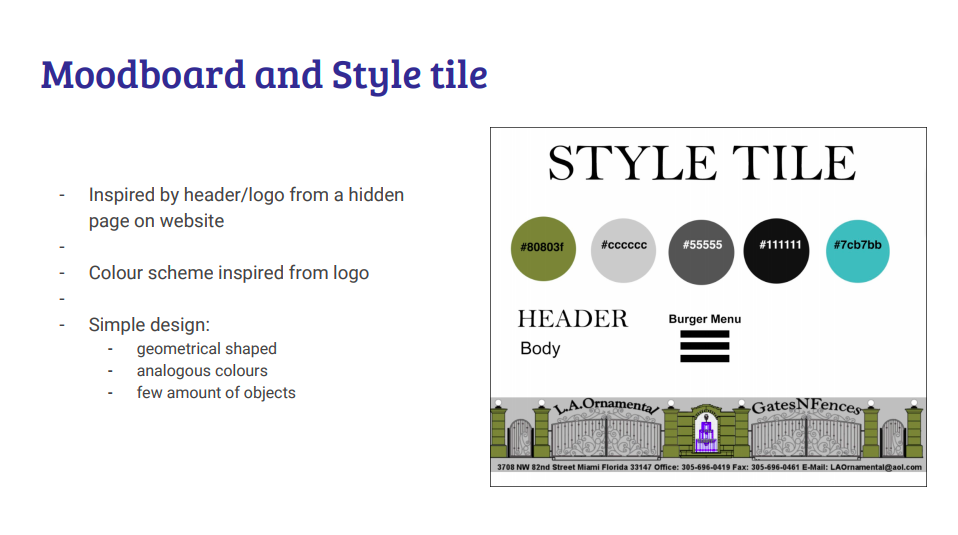 Moodboard and Style tile
- Inspired by header/logo from a hidden
page on website
-
- Colour scheme inspired from logo
-
- Simple design:
- geometrical shaped
- analogous colours
- few amount of objects
STYLE TILE
#80803f #cccccc #55555 #111111 #7cb7bb
HEADER
Body
Burger Menu
L.A.Ornamental GatesNFences
3708 NW 82nd Street Miami Florida 33147 Office: 305-696-0419 Fax: 305-696-0461 E-Mail: LAOrnamental@aol.com